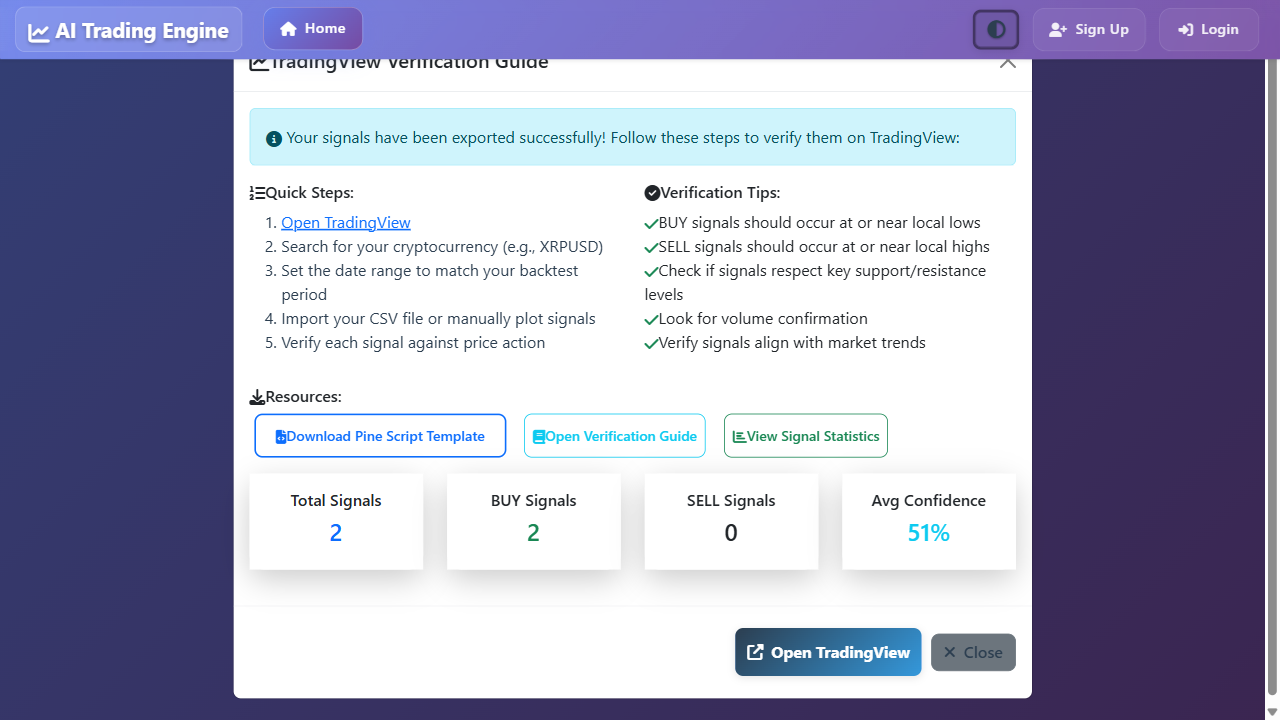 AI Trading Engine
Home
Sign Up
Login
TradingView Verification Guide
Your signals have been exported successfully! Follow these steps to verify them on TradingView:
Quick Steps:
1. Open TradingView
2. Search for your cryptocurrency (e.g., XRPUSD)
3. Set the date range to match your backtest
period
4. Import your CSV file or manually plot signals
5. Verify each signal against price action
Verification Tips:
BUY signals should occur at or near local lows
SELL signals should occur at or near local highs
Check if signals respect key support/resistance
levels
Look for volume confirmation
Verify signals align with market trends
Resources:
Download Pine Script Template
Open Verification Guide
View Signal Statistics
Total Signals
2
BUY Signals
2
SELL Signals
0
Avg Confidence
51%
Open TradingView
Close